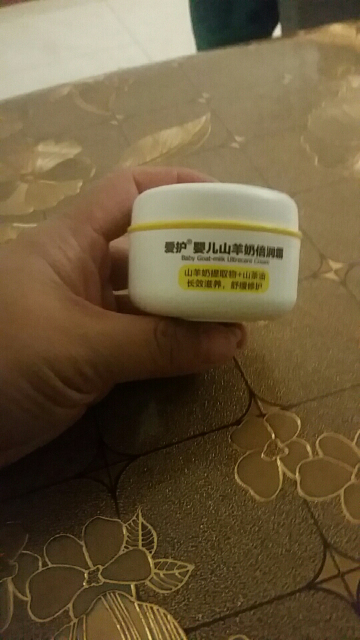 爱护® 婴儿山羊奶倍润霜
Baby Goat-milk Ultracare Cream
山羊奶提取物+山茶油
长效滋养，舒缓修护